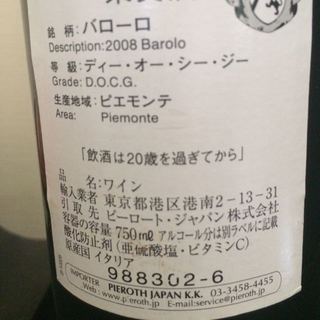 銘 柄：バローロ
Description:2008 Barolo
等 級：ディー・オー・シー・ジー
Grade: D.O.C.G.
生産地域：ピエモンテ
Area: Piemonte
「飲酒は20歳を過ぎてから」
品 名：ワイン
輸入業者 東京都港区港南2-13-31
引 取 先 ピーロート・ジャパン株式会社
容器の容量 750mℓ アルコール分は別ラベルに記載
酸化防止剤（亜硫酸塩・ビタミンC）
原産国 イタリア
988302-6
IMPORTER PIEROTH JAPAN K.K. 03-3458-4455
Web : www.pieroth.jp E-mail:service@pieroth.jp